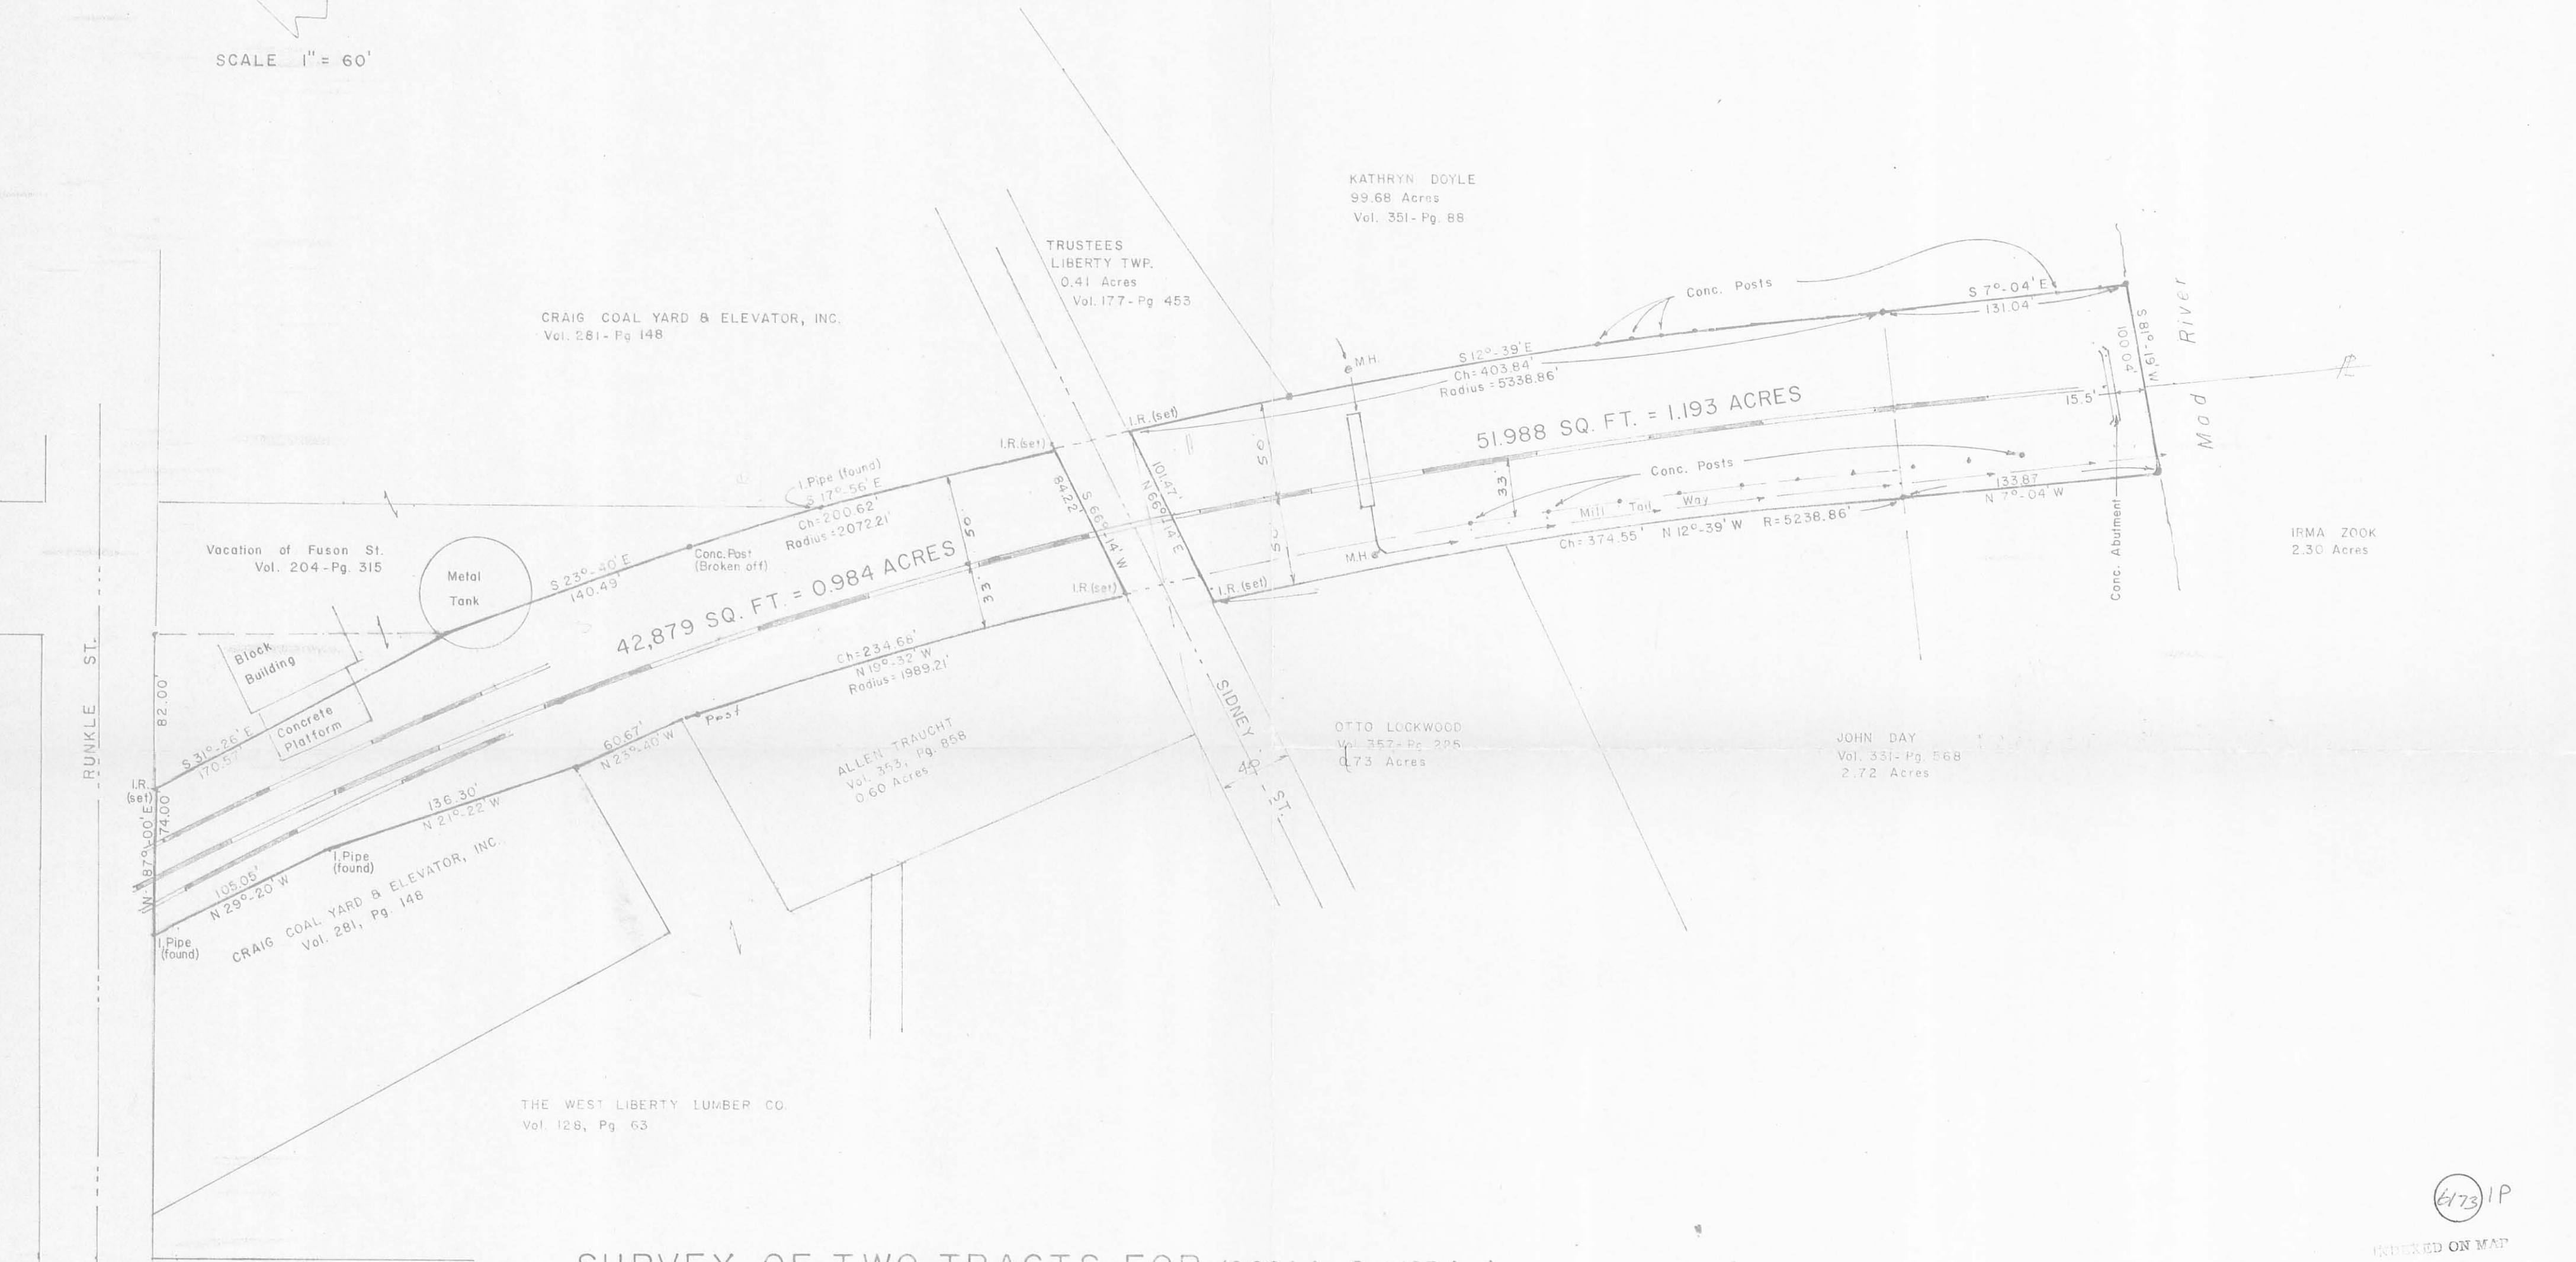 SCALE 1" = 60'
KATHRYN DOYLE
99.68 Acres
Vol. 351- Pg. 88
TRUSTEES
LIBERTY TWP.
0.41 Acres
Vol. 177- Pg 453
CRAIG COAL YARD & ELEVATOR, INC.
Vol. 281- Pg 148
Conc. Posts
S 7°-04' E
131.04'
S 81°-19' W
100.04'
Mad River
M.H.
S 12°-39' E
Ch= 403.84'
Radius = 5338.86'
51.988 SQ. FT. = 1.193 ACRES
15.5'
I.R. (set)
I.R. (set)
101.47'
N 66°-14' E
50'
50'
33'
Conc. Posts
Mill Tail Way
133.87
N 7°-04' W
Ch= 374.55' N 12°-39' W R=5238.86'
M.H.
I.R. (set)
I.R. (set)
Conc. Abutment
IRMA ZOOK
2.30 Acres
I. Pipe (found)
S 17°-56' E
Ch= 200.62'
Radius = 2072.21'
84.22'
S 66°-14' W
50'
33'
Conc. Post
(Broken off)
S 23°-40' E
140.49'
42,879 SQ. FT. = 0.984 ACRES
Vacation of Fuson St.
Vol. 204-Pg. 315
Metal
Tank
Block
Building
Concrete
Platform
RUNKLE ST.
82.00'
S 31°-26' E
170.57'
I.R.
(set)
74.00
N 87°-00' E
Ch=234.68'
N 19°-32' W
Radius= 1989.21'
Post
60.67'
N 23°-40' W
136.30'
N 21°-22' W
I. Pipe
(found)
105.05'
N 29°-20' W
I. Pipe
(found)
CRAIG COAL YARD & ELEVATOR, INC.
Vol. 281, Pg. 148
ALLEN TRAUCHT
Vol. 353, Pg. 858
0.60 Acres
SIDNEY ST.
OTTO LOCKWOOD
Vol. 357- Pg. 226
0.73 Acres
JOHN DAY
Vol. 331- Pg. 568
2.72 Acres
THE WEST LIBERTY LUMBER CO.
Vol. 128, Pg 63
6173 1P
INDEXED ON MAP
SURVEY OF TWO TRACTS FOR